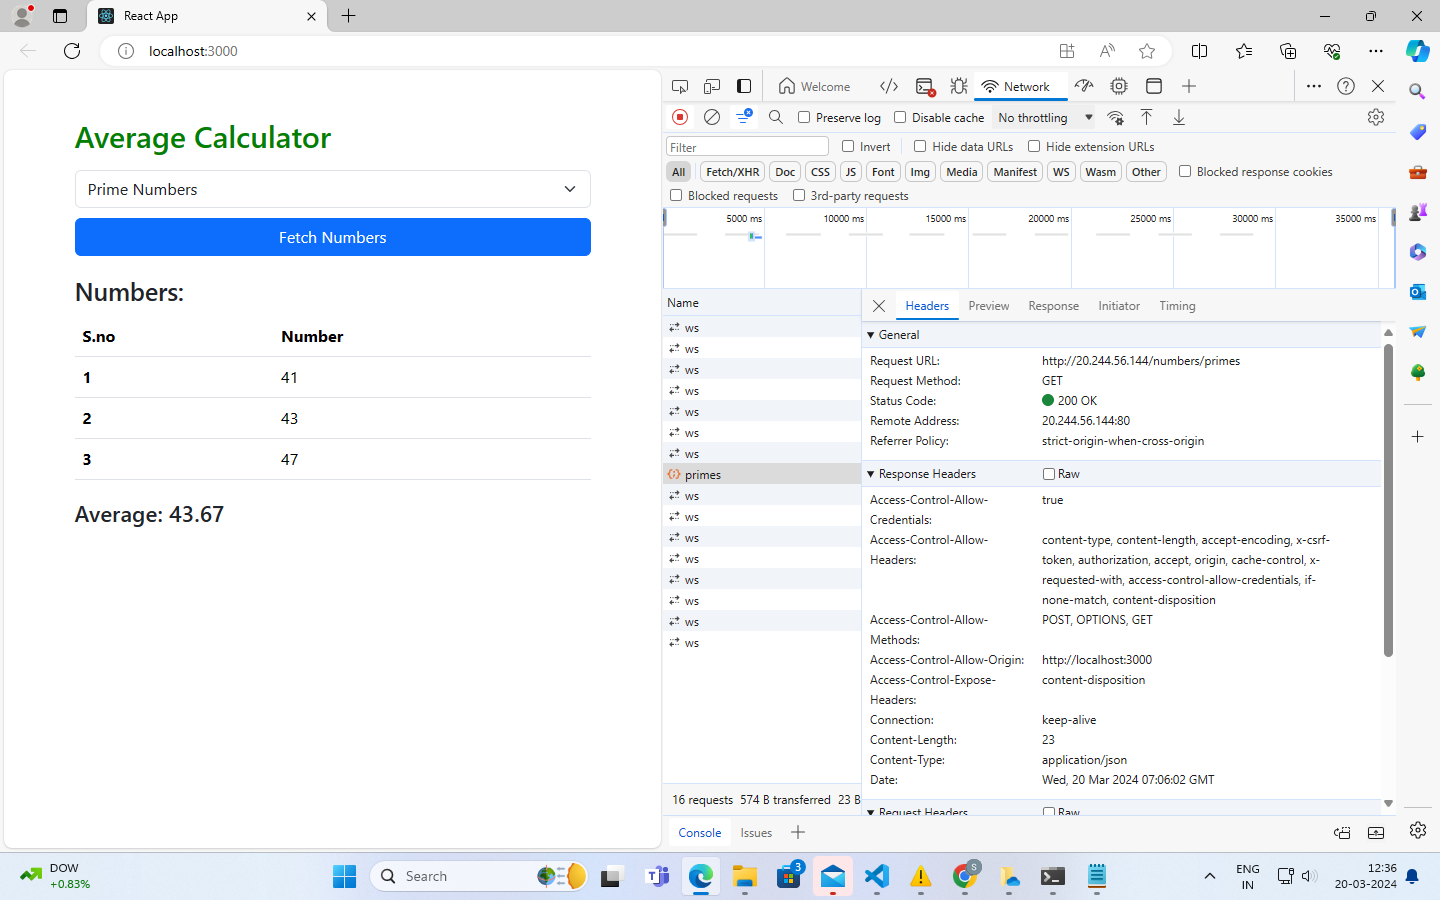 React App
localhost:3000
Average Calculator
Prime Numbers
Fetch Numbers
Numbers:
S.no Number
1 41
2 43
3 47
Average: 43.67
Welcome
Network
Preserve log
Disable cache
No throttling
Filter
Invert
Hide data URLs
Hide extension URLs
All
Fetch/XHR
Doc
CSS
JS
Font
Img
Media
Manifest
WS
Wasm
Other
Blocked response cookies
Blocked requests
3rd-party requests
5000 ms
10000 ms
15000 ms
20000 ms
25000 ms
30000 ms
35000 ms
Name
ws
ws
ws
ws
ws
ws
ws
primes
ws
ws
ws
ws
ws
ws
ws
ws
16 requests 574 B transferred 23 B
Headers
Preview
Response
Initiator
Timing
General
Request URL: http://20.244.56.144/numbers/primes
Request Method: GET
Status Code: 200 OK
Remote Address: 20.244.56.144:80
Referrer Policy: strict-origin-when-cross-origin
Response Headers Raw
Access-Control-Allow- true
Credentials:
Access-Control-Allow- content-type, content-length, accept-encoding, x-csrf-
Headers: token, authorization, accept, origin, cache-control, x-
requested-with, access-control-allow-credentials, if-
none-match, content-disposition
Access-Control-Allow- POST, OPTIONS, GET
Methods:
Access-Control-Allow-Origin: http://localhost:3000
Access-Control-Expose- content-disposition
Headers:
Connection: keep-alive
Content-Length: 23
Content-Type: application/json
Date: Wed, 20 Mar 2024 07:06:02 GMT
Request Headers Raw
Console
Issues
DOW
+0.83%
Search
3
S
ENG
IN
12:36
20-03-2024